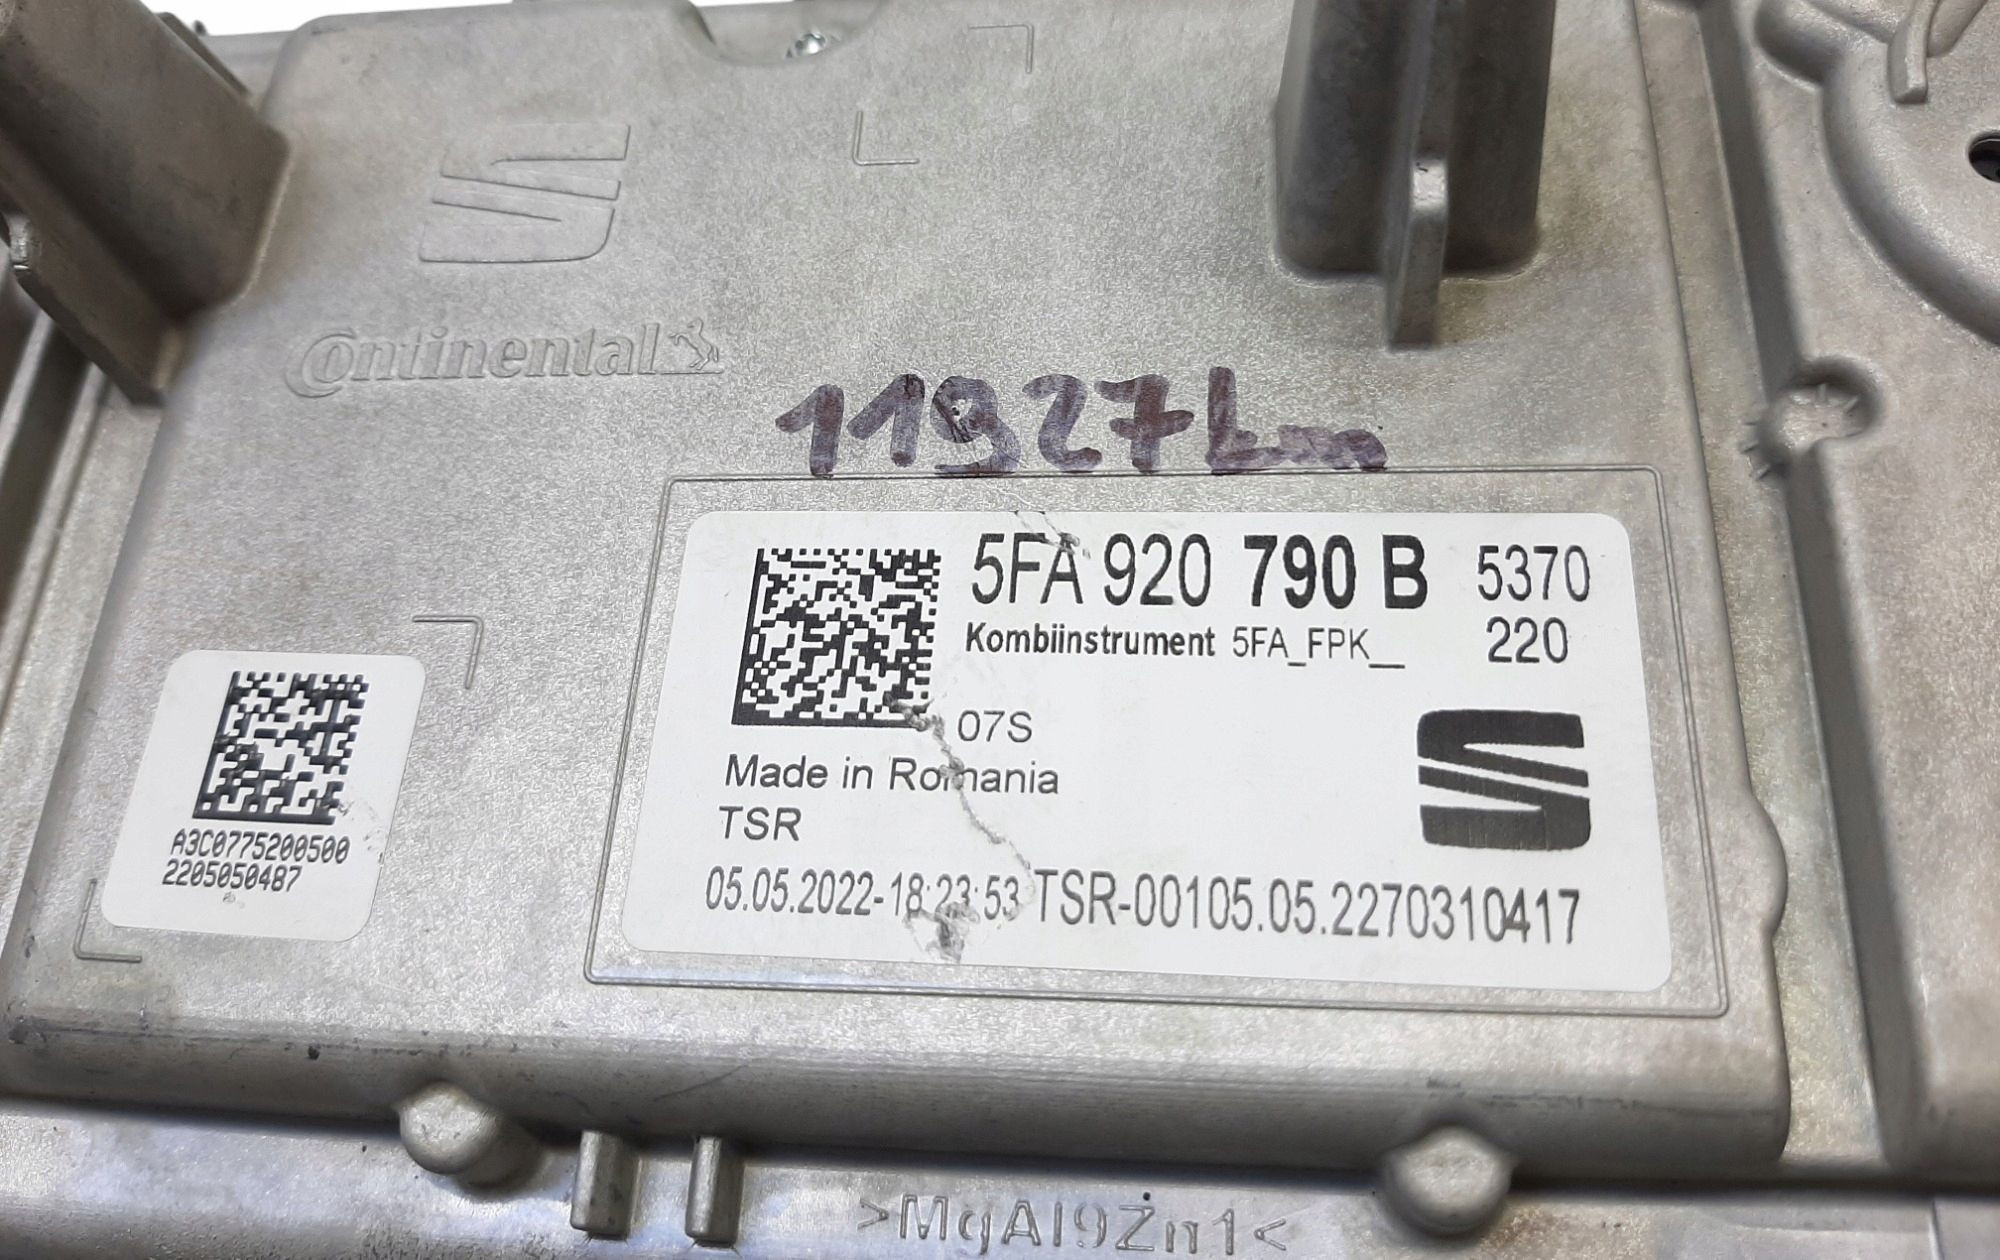 Continental
11927km
5FA 920 790 B 5370
Kombiinstrument 5FA_FPK__ 220
07S
Made in Romania
TSR
05.05.2022-18:23:53 TSR-00105.05.2270310417
A3C0775200500
2205050487
>MgAl9Zn1<